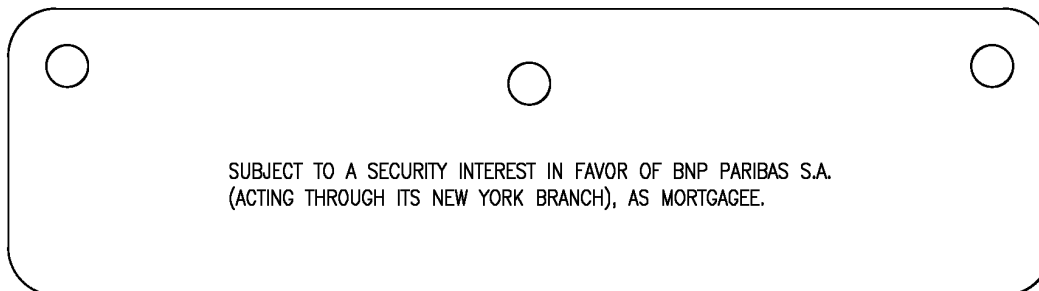 SUBJECT TO A SECURITY INTEREST IN FAVOR OF BNP PARIBAS S.A.
(ACTING THROUGH ITS NEW YORK BRANCH), AS MORTGAGEE.